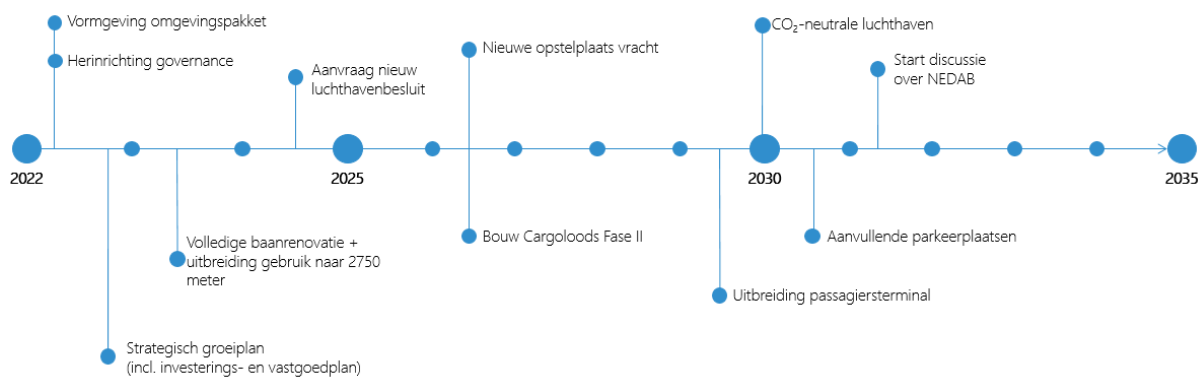 Vormgeving omgevingspakket
Herinrichting governance
Aanvraag nieuw
luchthavenbesluit
Nieuwe opstelplaats vracht
CO₂-neutrale luchthaven
Start discussie
over NEDAB
2022
2025
2030
2035
Volledige baanrenovatie +
uitbreiding gebruik naar 2750
meter
Bouw Cargoloods Fase II
Aanvullende parkeerplaatsen
Uitbreiding passagiersterminal
Strategisch groeiplan
(incl. investerings- en vastgoedplan)